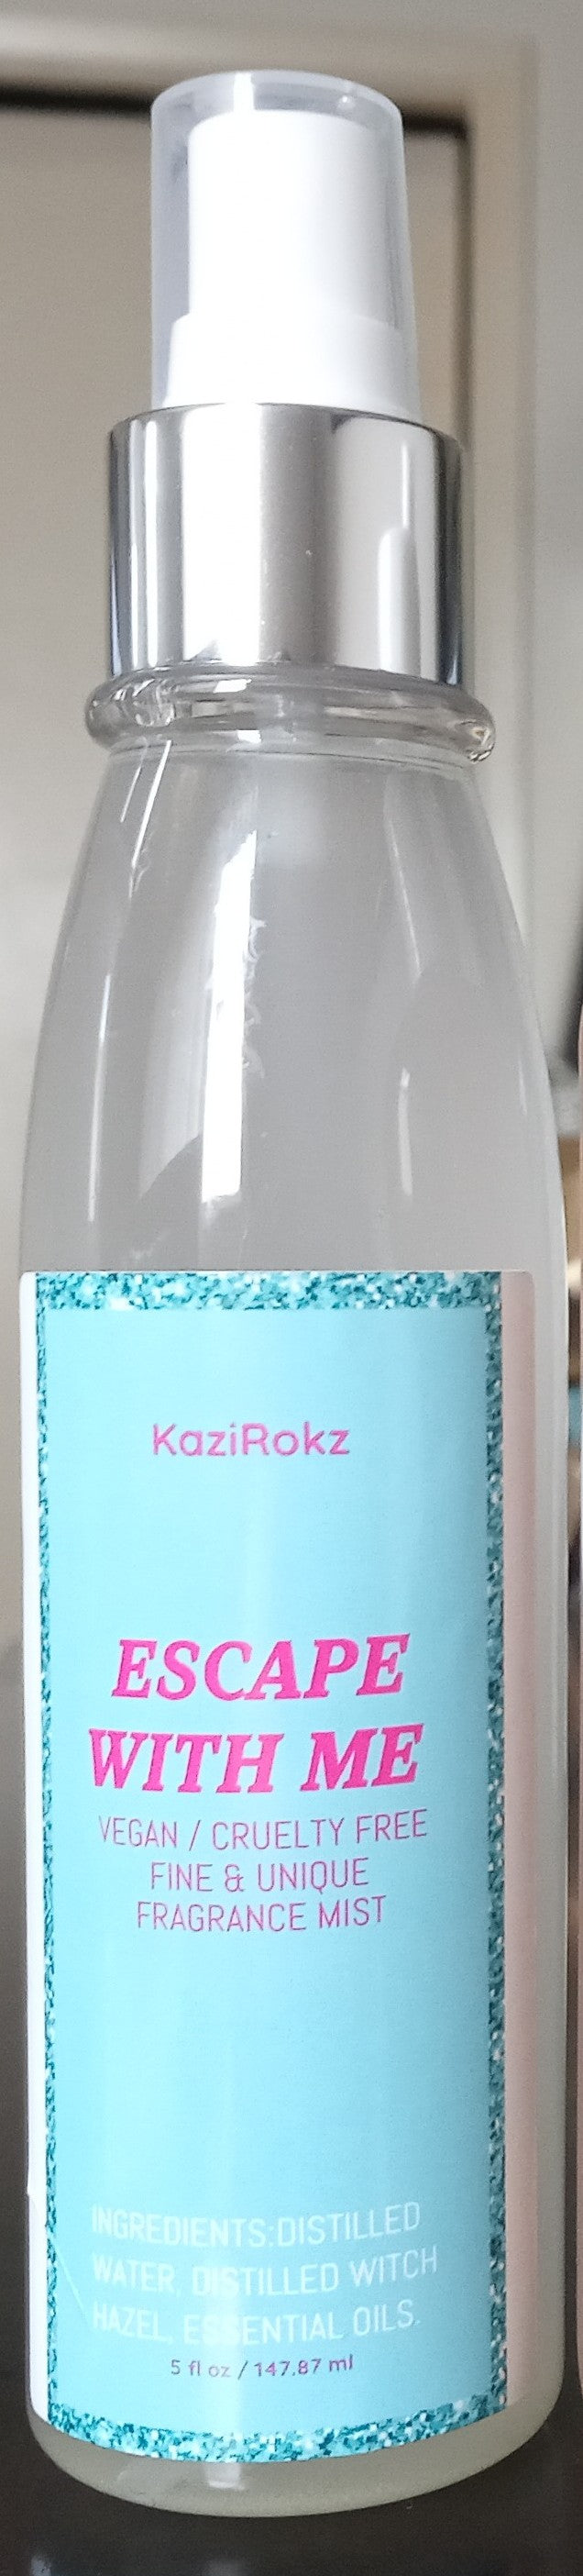 KaziRokz
ESCAPE
WITH ME
VEGAN / CRUELTY FREE
FINE & UNIQUE
FRAGRANCE MIST
INGREDIENTS:DISTILLED
WATER, DISTILLED WITCH
HAZEL, ESSENTIAL OILS.
5 fl oz / 147.87 ml